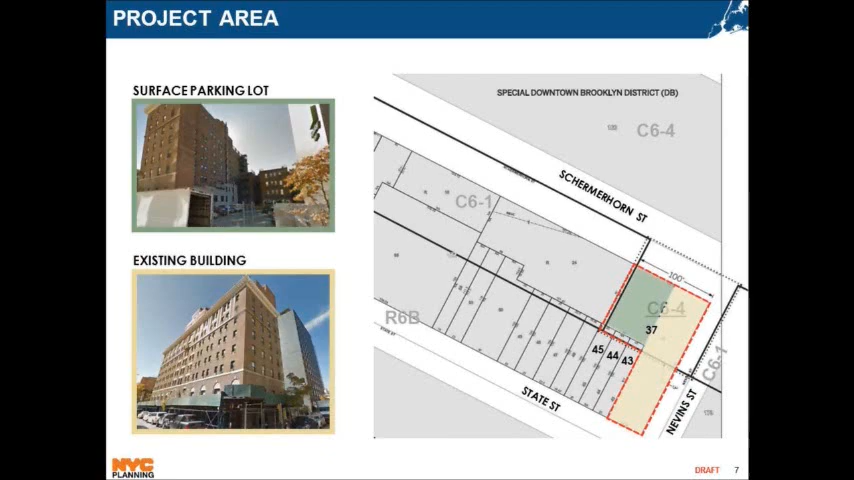 PROJECT AREA
SURFACE PARKING LOT
EXISTING BUILDING
SPECIAL DOWNTOWN BROOKLYN DISTRICT (DB)
C6-4
SCHERMERHORN ST
C6-1
100'
C6-4
37
R6B
45 44 43
C6-1
STATE ST
NEVINS ST
NYC
PLANNING
DRAFT 7